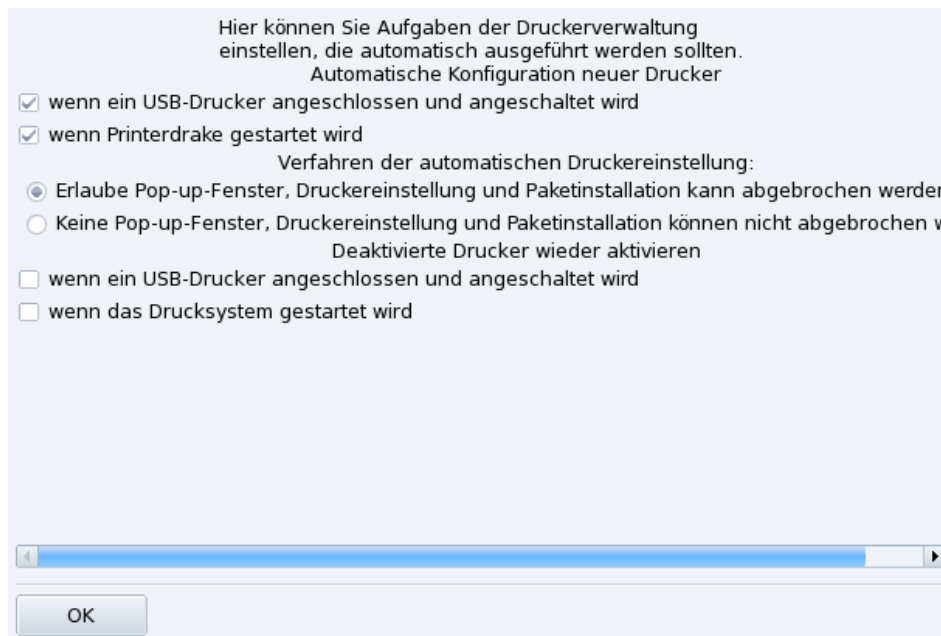 Hier können Sie Aufgaben der Druckerverwaltung
einstellen, die automatisch ausgeführt werden sollten.
Automatische Konfiguration neuer Drucker
wenn ein USB-Drucker angeschlossen und angeschaltet wird
wenn Printerdrake gestartet wird
Verfahren der automatischen Druckereinstellung:
Erlaube Pop-up-Fenster, Druckereinstellung und Paketinstallation kann abgebrochen werde
Keine Pop-up-Fenster, Druckereinstellung und Paketinstallation können nicht abgebrochen
Deaktivierte Drucker wieder aktivieren
wenn ein USB-Drucker angeschlossen und angeschaltet wird
wenn das Drucksystem gestartet wird
OK